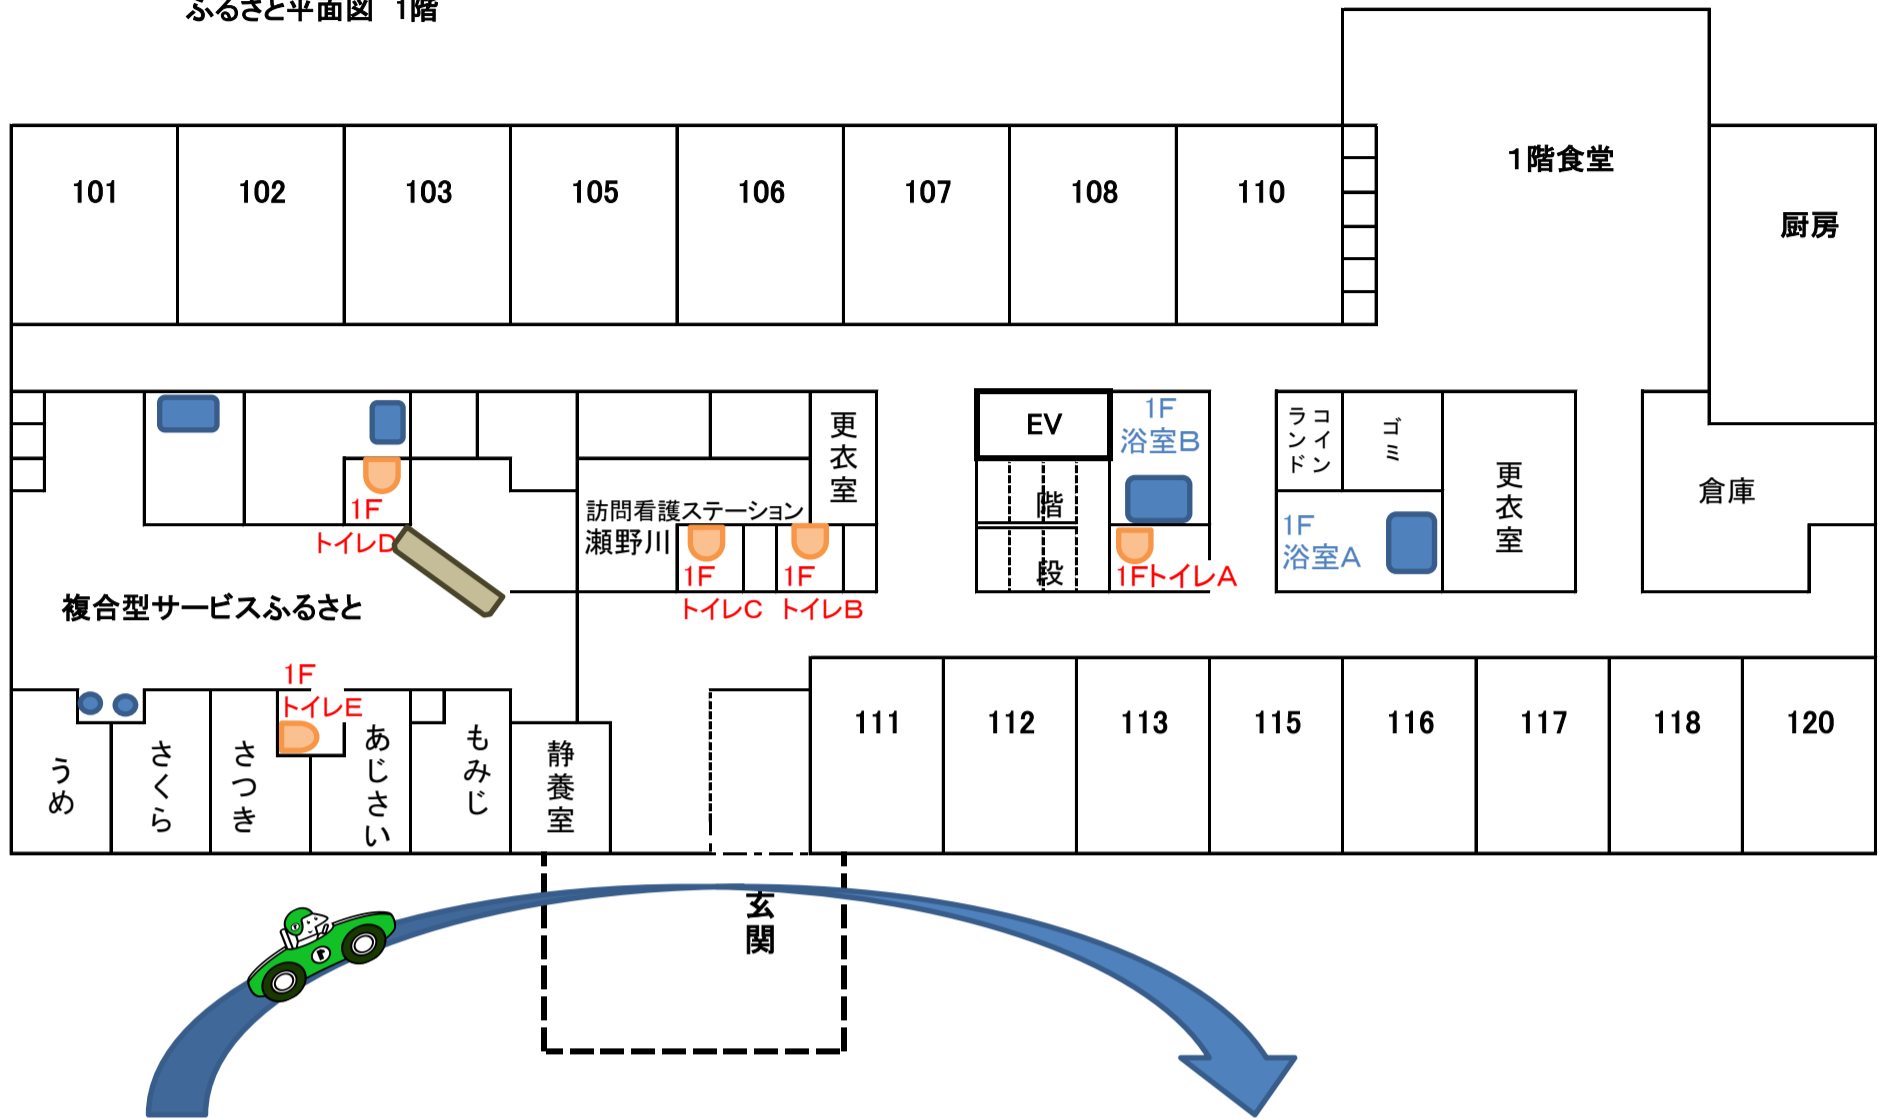 ふるさと平面図 1階
1階食堂
101
102
103
105
106
107
108
110
厨房
更衣室
EV
1F
浴室B
コイン
ランド
ゴミ
更衣室
倉庫
訪問看護ステーション
瀬野川
階
段
1F
トイレD
1F
トイレC
1F
トイレB
1FトイレA
1F
浴室A
複合型サービスふるさと
1F
トイレE
うめ
さくら
さつき
あじさい
もみじ
静養室
111
112
113
115
116
117
118
120
玄関